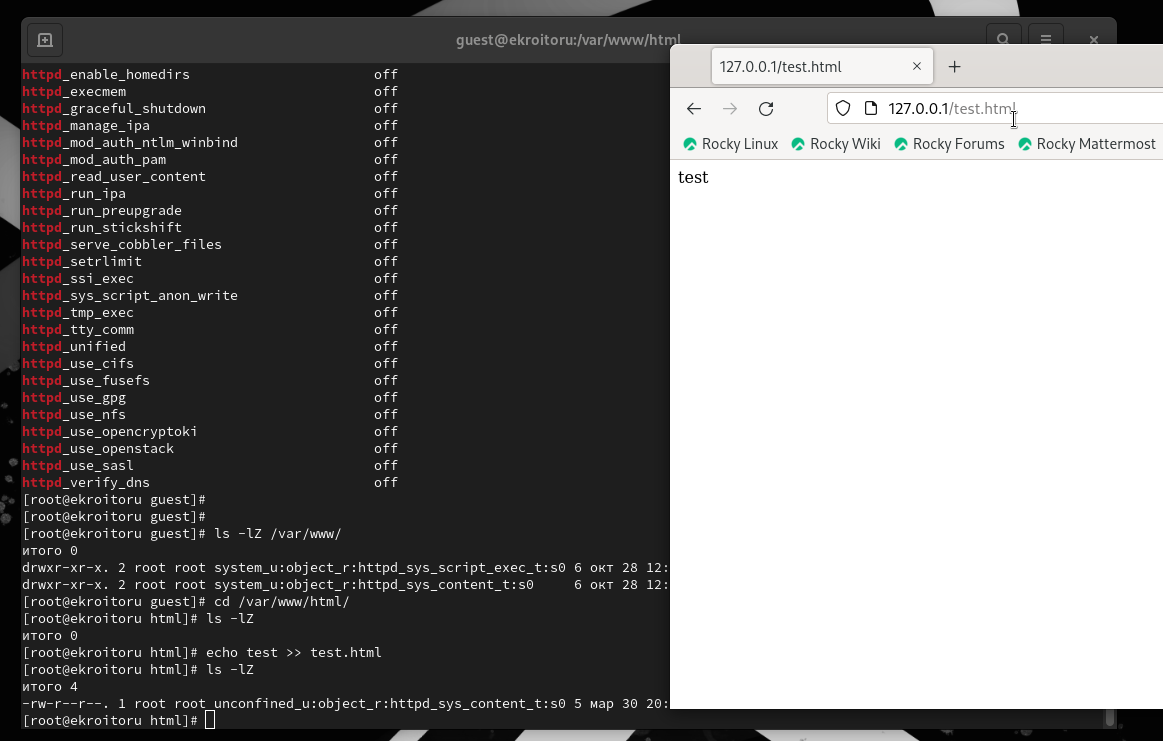 guest@ekroitoru:/var/www/html
httpd_enable_homedirs off
httpd_execmem off
httpd_graceful_shutdown off
httpd_manage_ipa off
httpd_mod_auth_ntlm_winbind off
httpd_mod_auth_pam off
httpd_read_user_content off
httpd_run_ipa off
httpd_run_preupgrade off
httpd_run_stickshift off
httpd_serve_cobbler_files off
httpd_setrlimit off
httpd_ssi_exec off
httpd_sys_script_anon_write off
httpd_tmp_exec off
httpd_tty_comm off
httpd_unified off
httpd_use_cifs off
httpd_use_fusefs off
httpd_use_gpg off
httpd_use_nfs off
httpd_use_opencryptoki off
httpd_use_openstack off
httpd_use_sasl off
httpd_verify_dns off
[root@ekroitoru guest]#
[root@ekroitoru guest]#
[root@ekroitoru guest]# ls -lZ /var/www/
итого 0
drwxr-xr-x. 2 root root system_u:object_r:httpd_sys_script_exec_t:s0 6 окт 28 12:
drwxr-xr-x. 2 root root system_u:object_r:httpd_sys_content_t:s0 6 окт 28 12:
[root@ekroitoru guest]# cd /var/www/html/
[root@ekroitoru html]# ls -lZ
итого 0
[root@ekroitoru html]# echo test >> test.html
[root@ekroitoru html]# ls -lZ
итого 4
-rw-r--r--. 1 root root unconfined_u:object_r:httpd_sys_content_t:s0 5 мар 30 20:
[root@ekroitoru html]#
127.0.0.1/test.html
127.0.0.1/test.html
Rocky Linux Rocky Wiki Rocky Forums Rocky Mattermost
test